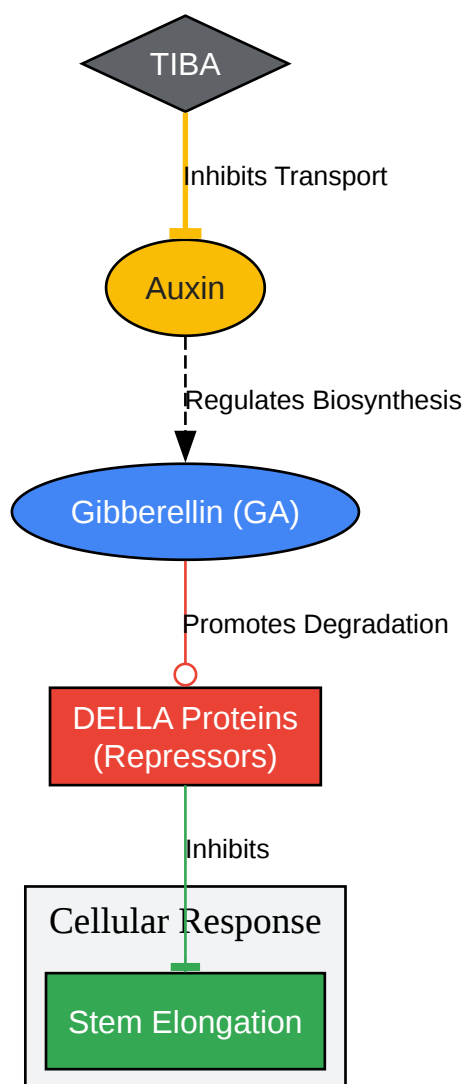 TIBA
Inhibits Transport
Auxin
Regulates Biosynthesis
Gibberellin (GA)
Promotes Degradation
DELLA Proteins
(Repressors)
Inhibits
Cellular Response
Stem Elongation